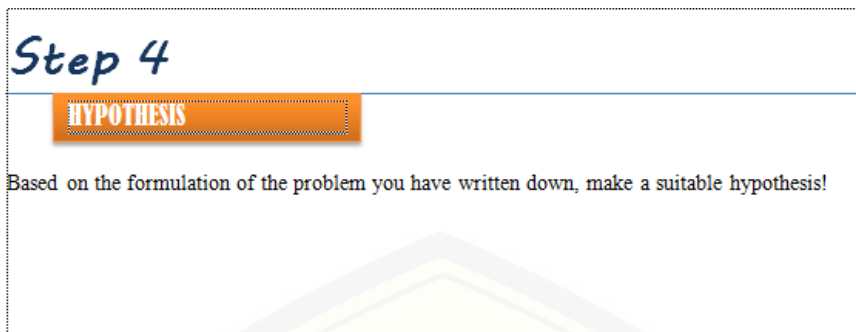 Step 4
HYPOTHESIS
Based on the formulation of the problem you have written down, make a suitable hypothesis!